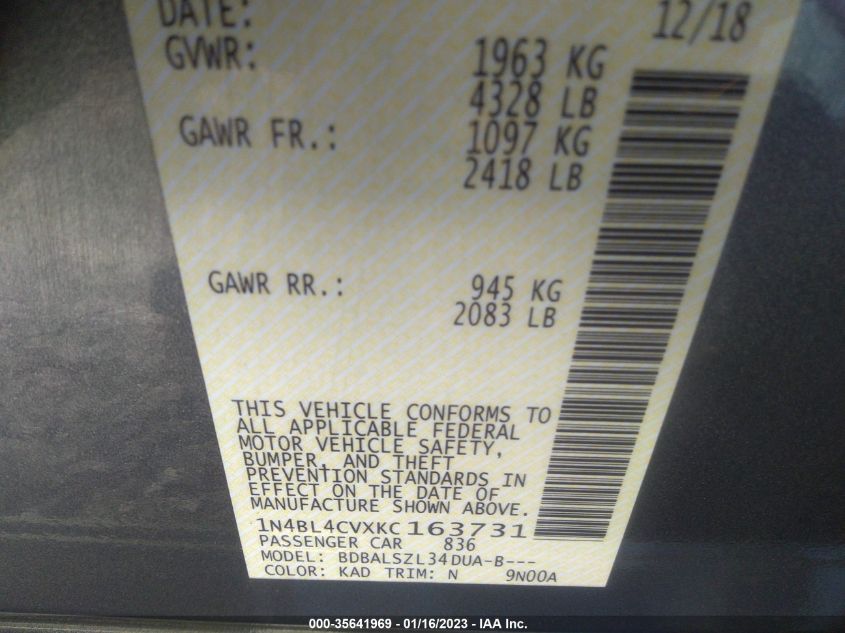 DATE: 12/18
GVWR: 1963 KG
4328 LB
GAWR FR.: 1097 KG
2418 LB
GAWR RR.: 945 KG
2083 LB
THIS VEHICLE CONFORMS TO
ALL APPLICABLE FEDERAL
MOTOR VEHICLE SAFETY,
BUMPER, AND THEFT
PREVENTION STANDARDS IN
EFFECT ON THE DATE OF
MANUFACTURE SHOWN ABOVE.
1N4BL4CVXKC163731
PASSENGER CAR 836
MODEL: BDBALSZL34DUA-B---
COLOR: KAD TRIM: N 9N00A
000-35641969 - 01/16/2023 - IAA Inc.